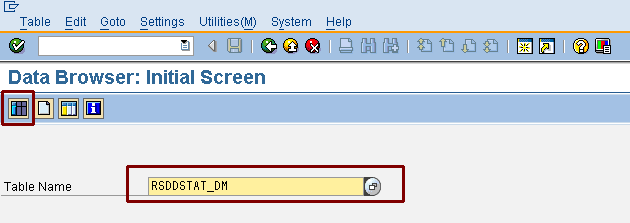 Table Edit Goto Settings Utilities(M) System Help
Data Browser: Initial Screen
Table Name RSDDSTAT_DM